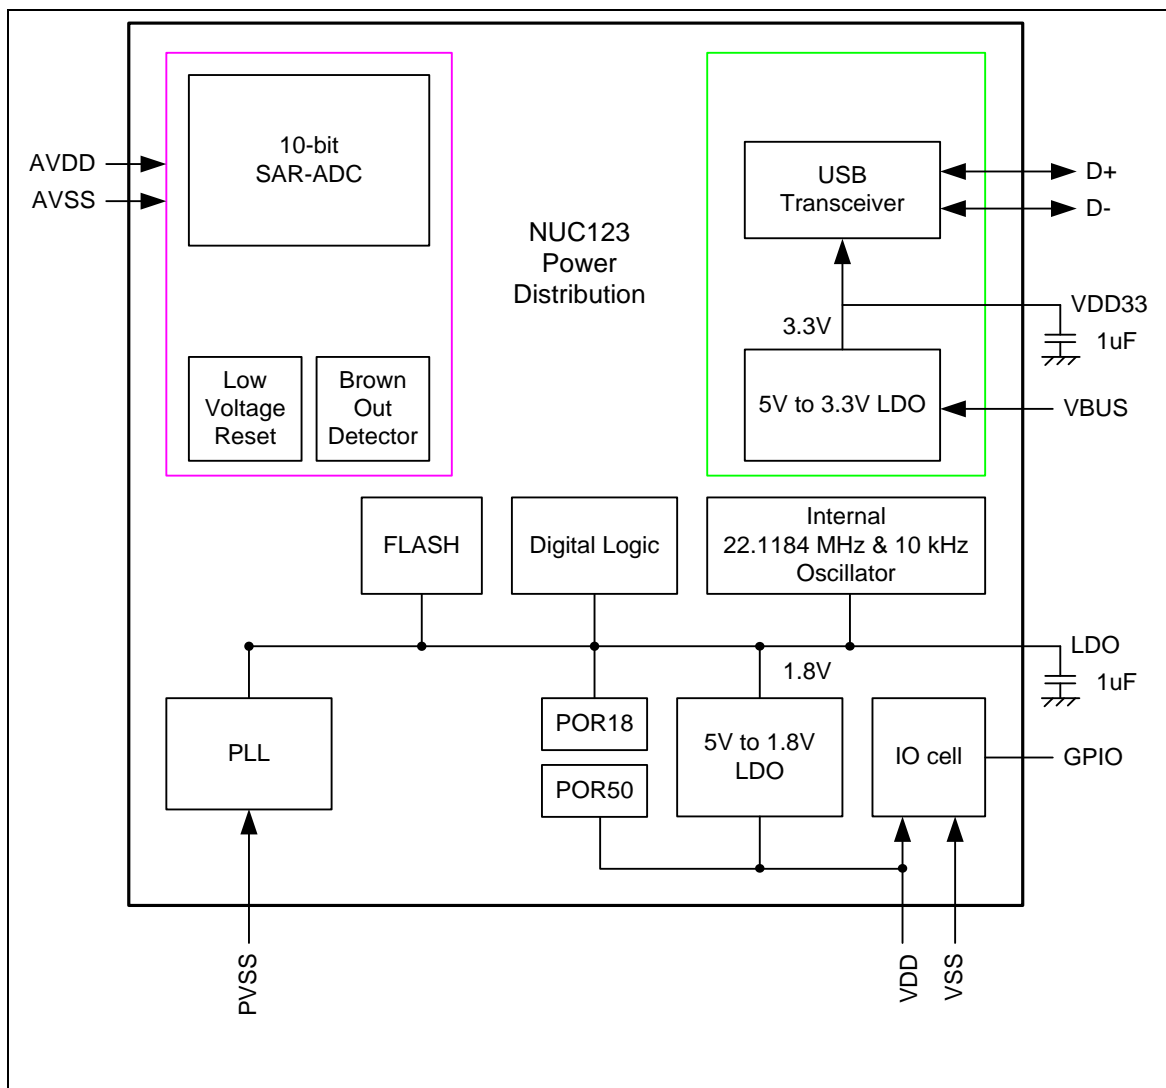 10-bit
SAR-ADC
AVDD
AVSS
Low
Voltage
Reset
Brown
Out
Detector
NUC123
Power
Distribution
USB
Transceiver
D+
D-
VDD33
3.3V
1uF
5V to 3.3V LDO
VBUS
FLASH
Digital Logic
Internal
22.1184 MHz & 10 kHz
Oscillator
LDO
1.8V
1uF
PLL
POR18
POR50
5V to 1.8V
LDO
IO cell
GPIO
PVSS
VDD
VSS